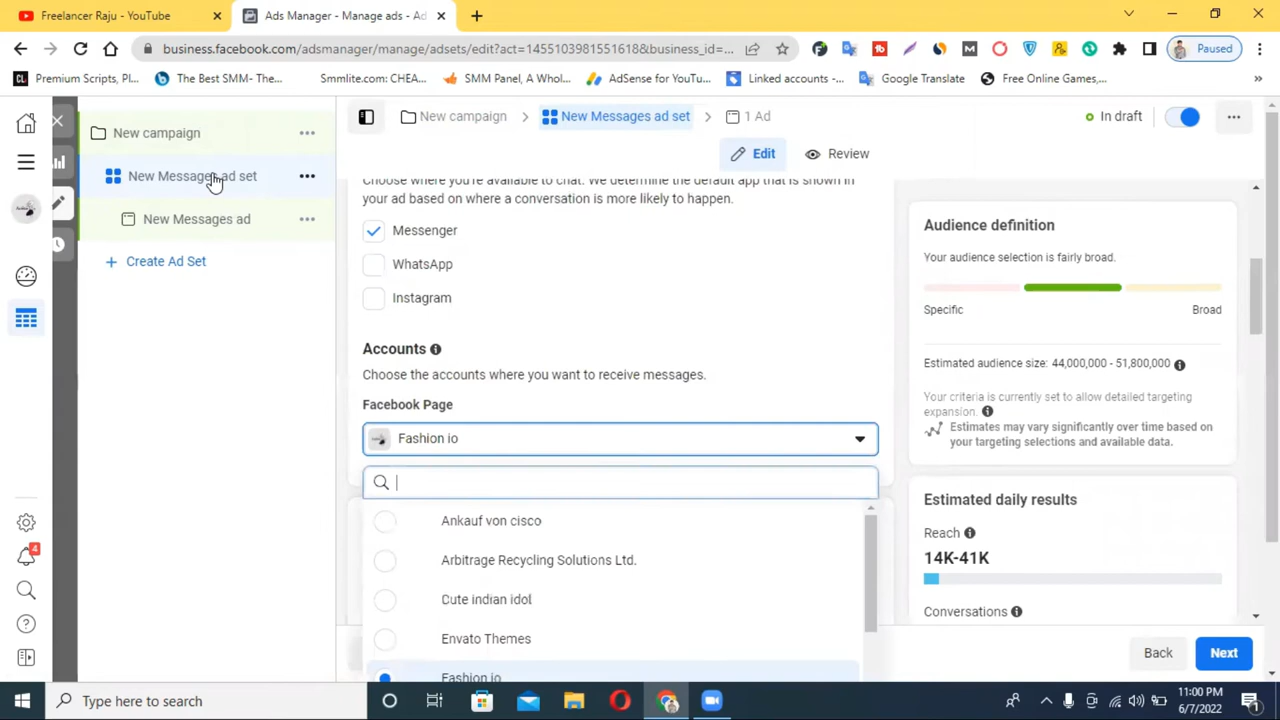 Freelancer Raju - YouTube
Ads Manager - Manage ads - Ad
business.facebook.com/adsmanager/manage/adsets/edit?act=1455103981551618&business_id=...
Paused
Premium Scripts, Pl...
The Best SMM- The...
Smmlite.com: CHEA...
SMM Panel, A Whol...
AdSense for YouTu...
Linked accounts -...
Google Translate
Free Online Games,...
New campaign
New Messages ad set
New Messages ad
Create Ad Set
New campaign
New Messages ad set
1 Ad
In draft
Edit
Review
Choose where you're available to chat. We determine the default app that is shown in
your ad based on where a conversation is more likely to happen.
Messenger
WhatsApp
Instagram
Accounts
Choose the accounts where you want to receive messages.
Facebook Page
Fashion io
Ankauf von cisco
Arbitrage Recycling Solutions Ltd.
Cute indian idol
Envato Themes
Fashion io
Audience definition
Your audience selection is fairly broad.
Specific
Broad
Estimated audience size: 44,000,000 - 51,800,000
Your criteria is currently set to allow detailed targeting
expansion.
Estimates may vary significantly over time based on
your targeting selections and available data.
Estimated daily results
Reach
14K-41K
Conversations
Back
Next
4
Type here to search
11:00 PM
6/7/2022
1